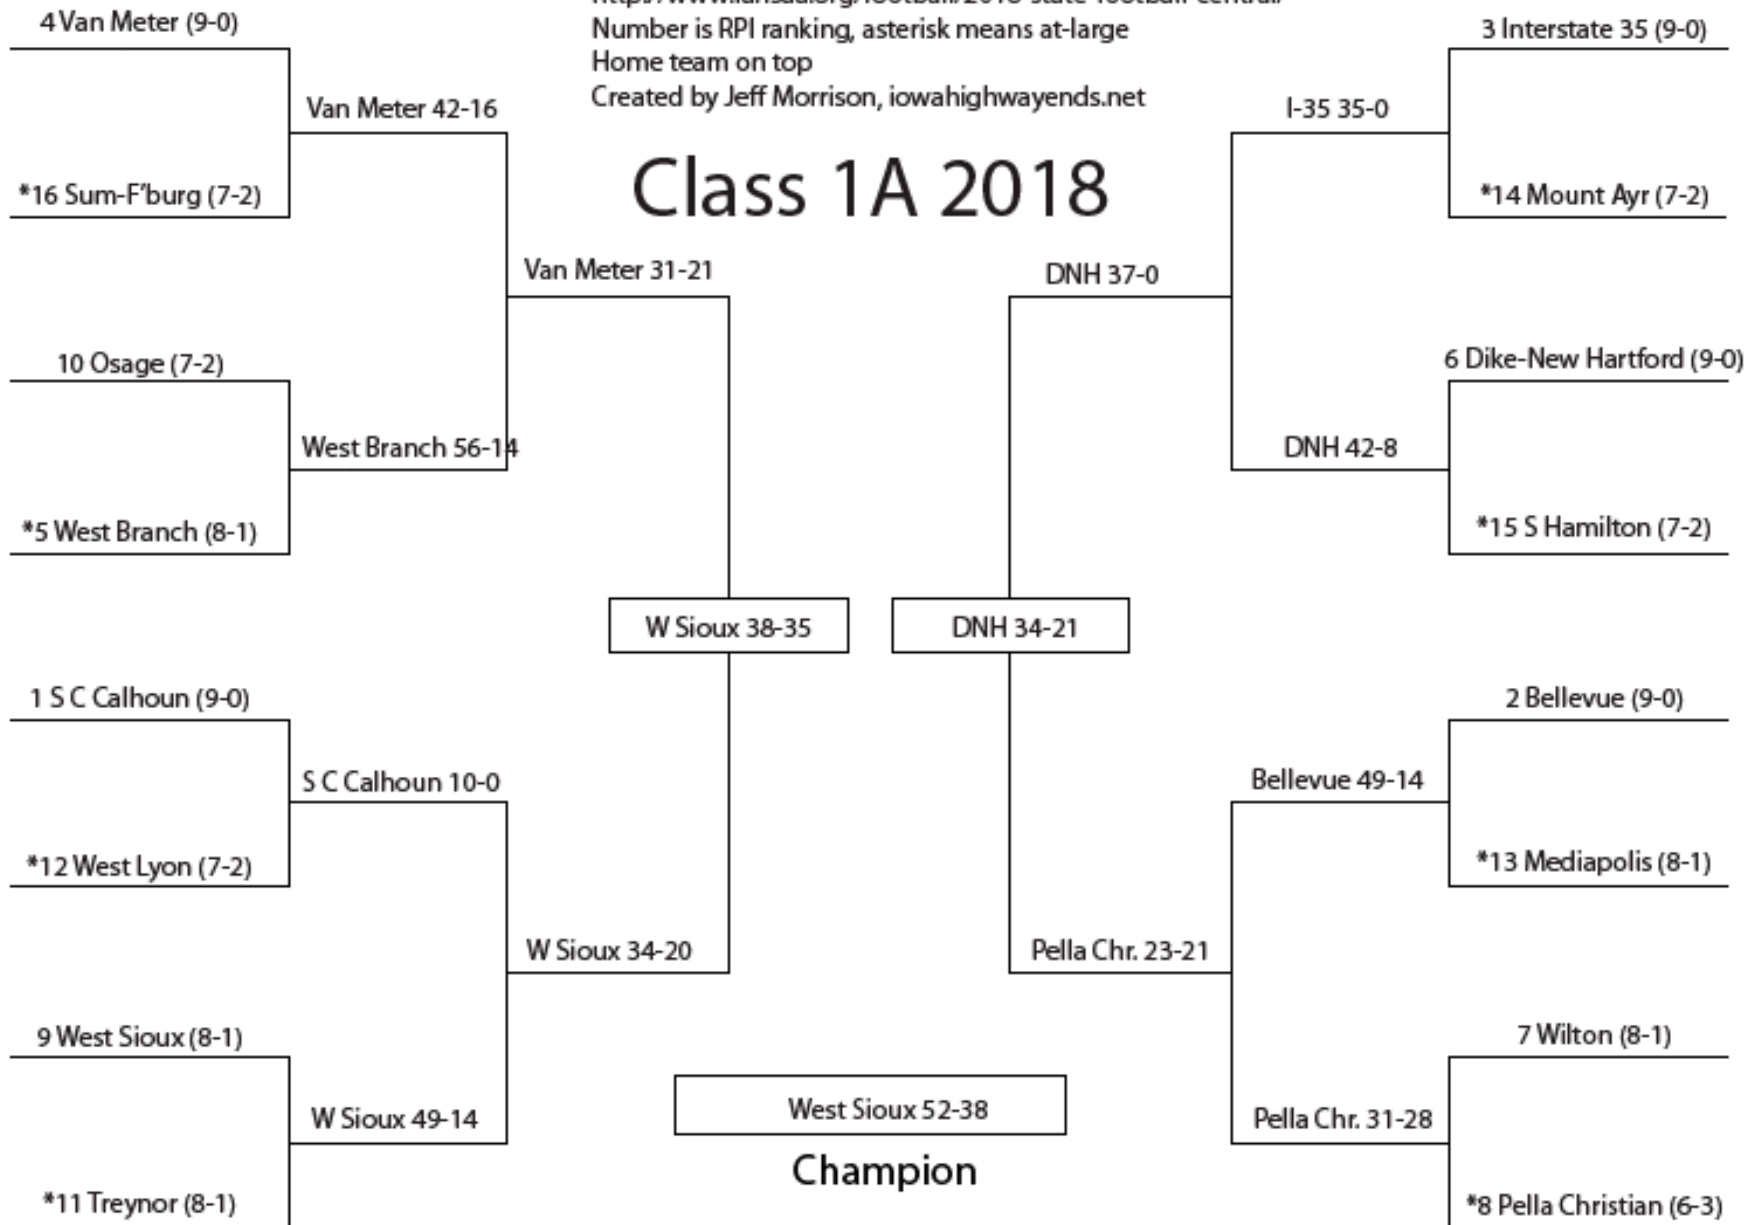 Number is RPI ranking, asterisk means at-large
Home team on top
Created by Jeff Morrison, iowahighwayends.net
Class 1A 2018
4 Van Meter (9-0)
*16 Sum-F'burg (7-2)
Van Meter 42-16
10 Osage (7-2)
*5 West Branch (8-1)
West Branch 56-14
Van Meter 31-21
1 S C Calhoun (9-0)
*12 West Lyon (7-2)
S C Calhoun 10-0
9 West Sioux (8-1)
*11 Treynor (8-1)
W Sioux 49-14
W Sioux 34-20
W Sioux 38-35
3 Interstate 35 (9-0)
*14 Mount Ayr (7-2)
I-35 35-0
6 Dike-New Hartford (9-0)
*15 S Hamilton (7-2)
DNH 42-8
DNH 37-0
2 Bellevue (9-0)
*13 Mediapolis (8-1)
Bellevue 49-14
7 Wilton (8-1)
*8 Pella Christian (6-3)
Pella Chr. 31-28
Pella Chr. 23-21
DNH 34-21
West Sioux 52-38
Champion